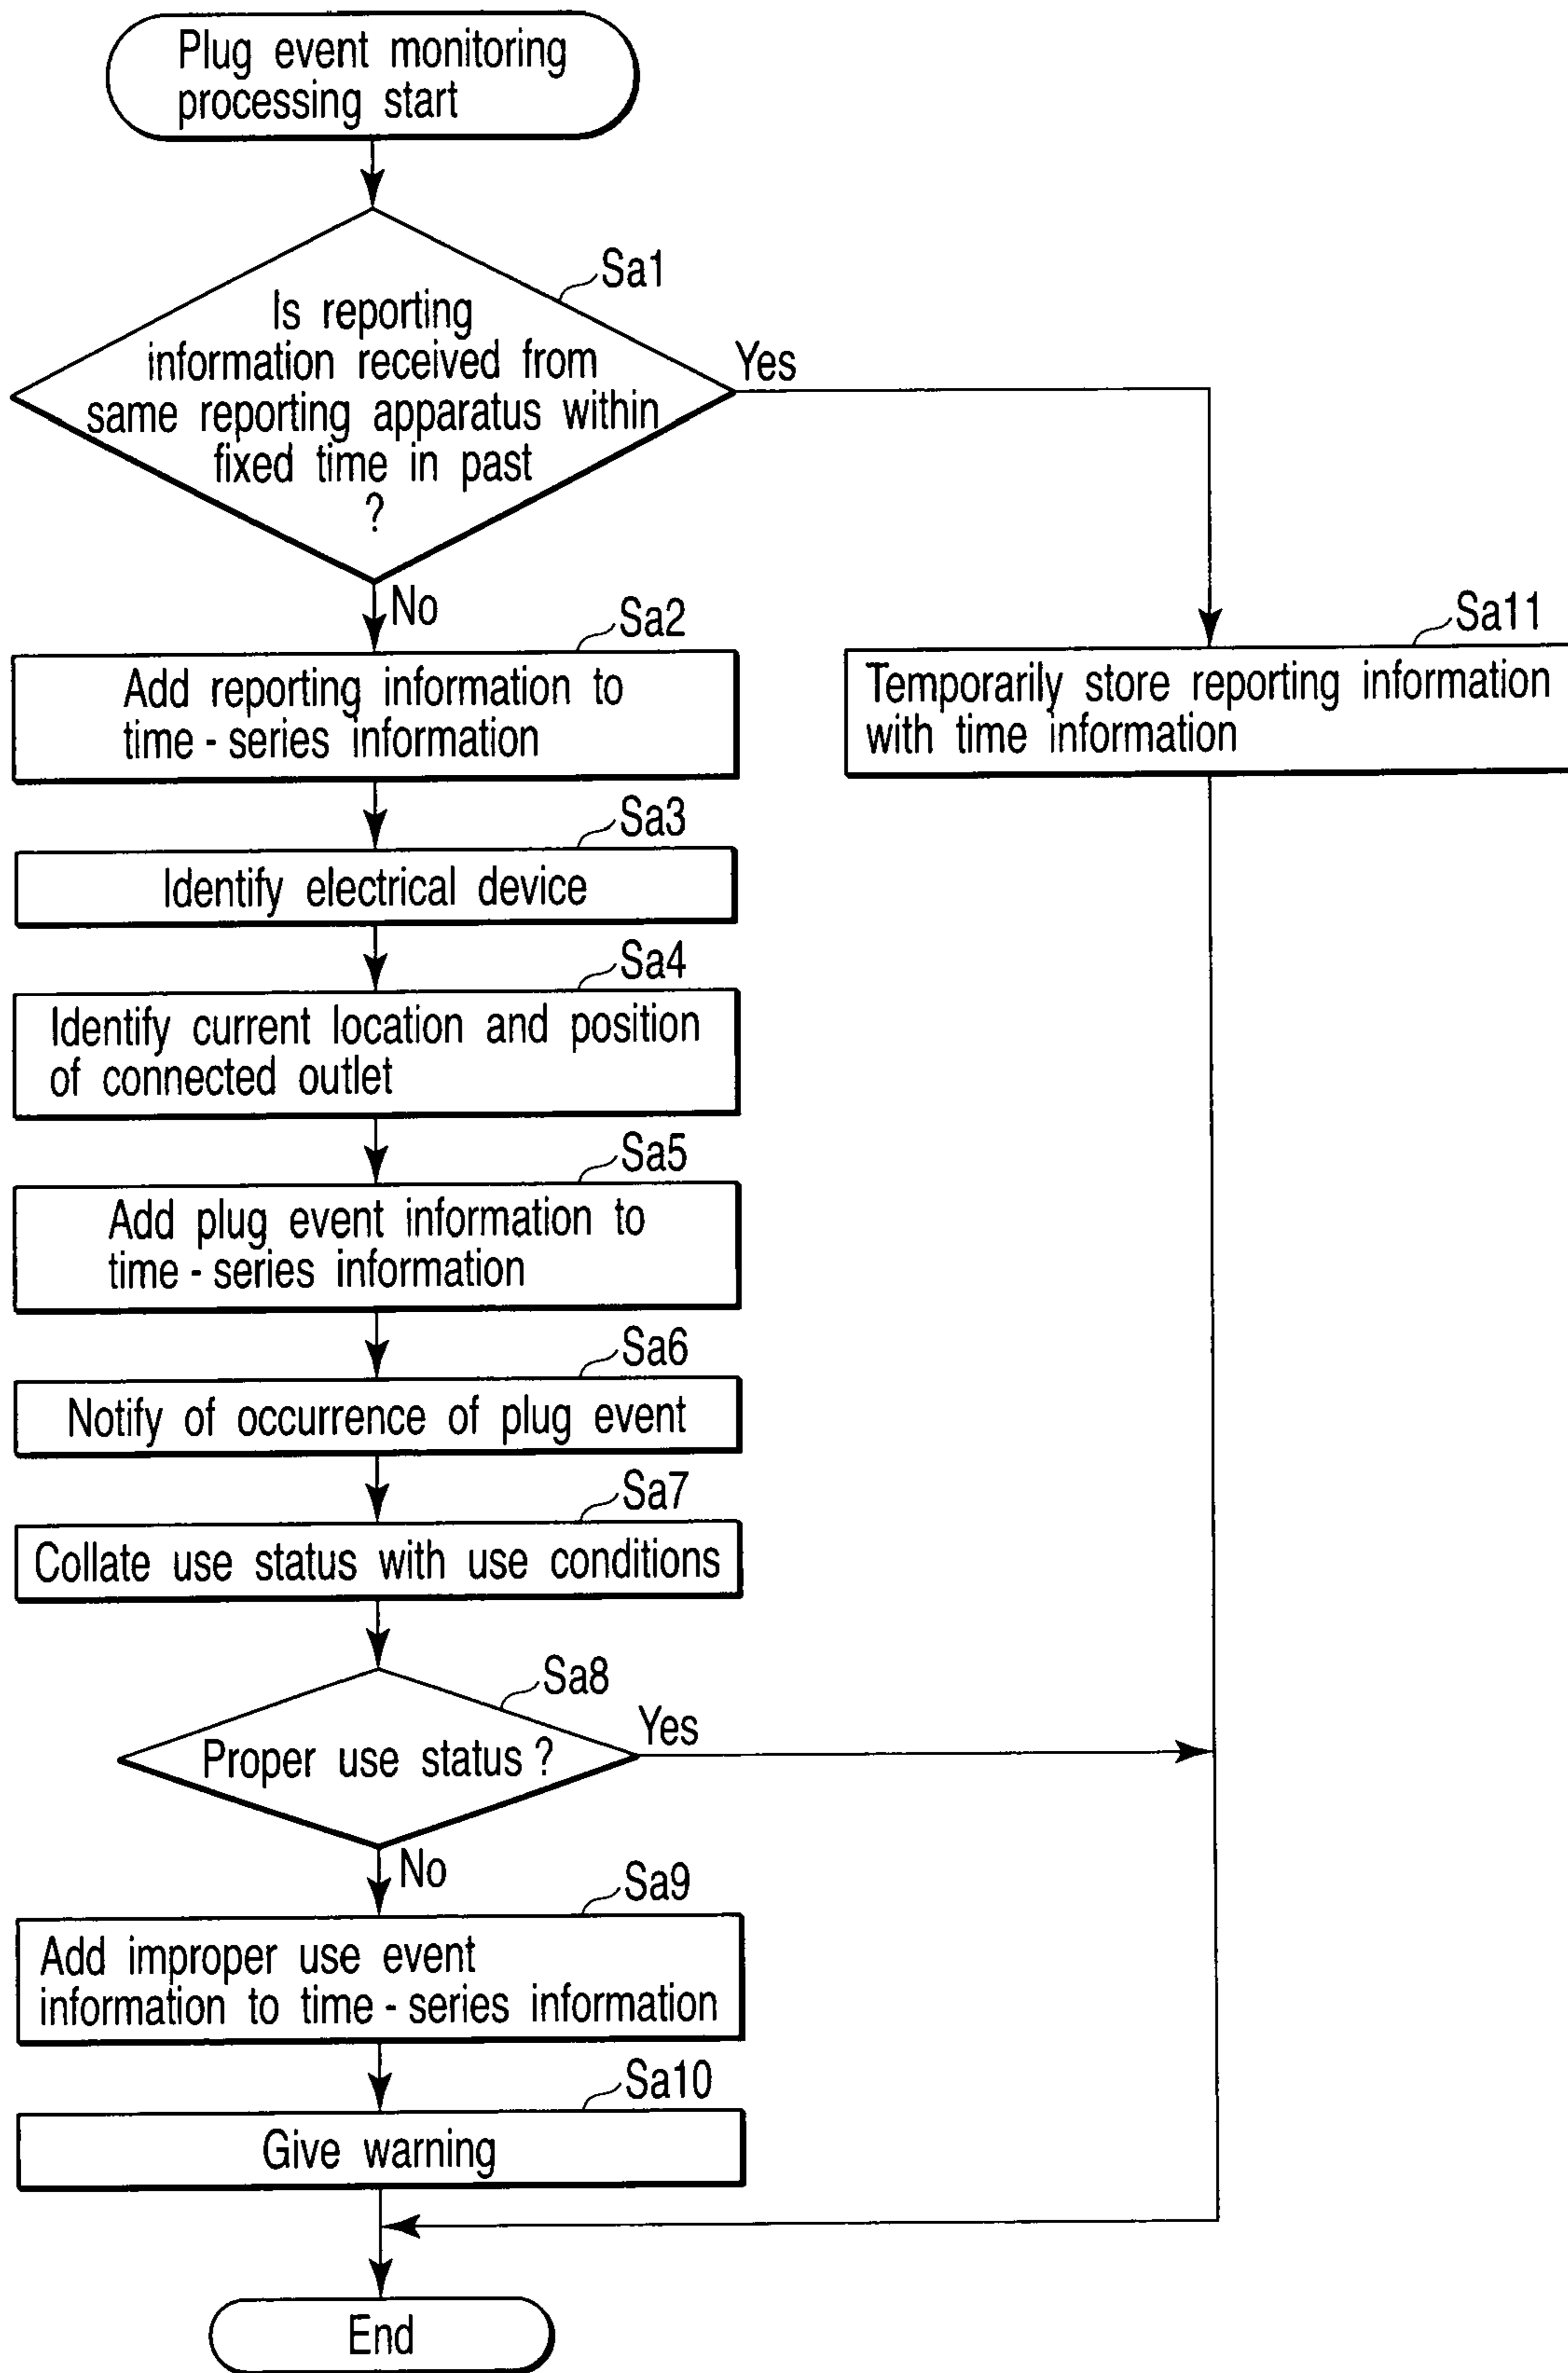 Plug event monitoring
processing start
Sa1
Is reporting
information received from
same reporting apparatus within
fixed time in past
?
Yes
No
Sa2
Add reporting information to
time - series information
Sa11
Temporarily store reporting information
with time information
Sa3
Identify electrical device
Sa4
Identify current location and position
of connected outlet
Sa5
Add plug event information to
time - series information
Sa6
Notify of occurrence of plug event
Sa7
Collate use status with use conditions
Sa8
Proper use status ?
Yes
No
Sa9
Add improper use event
information to time - series information
Sa10
Give warning
End